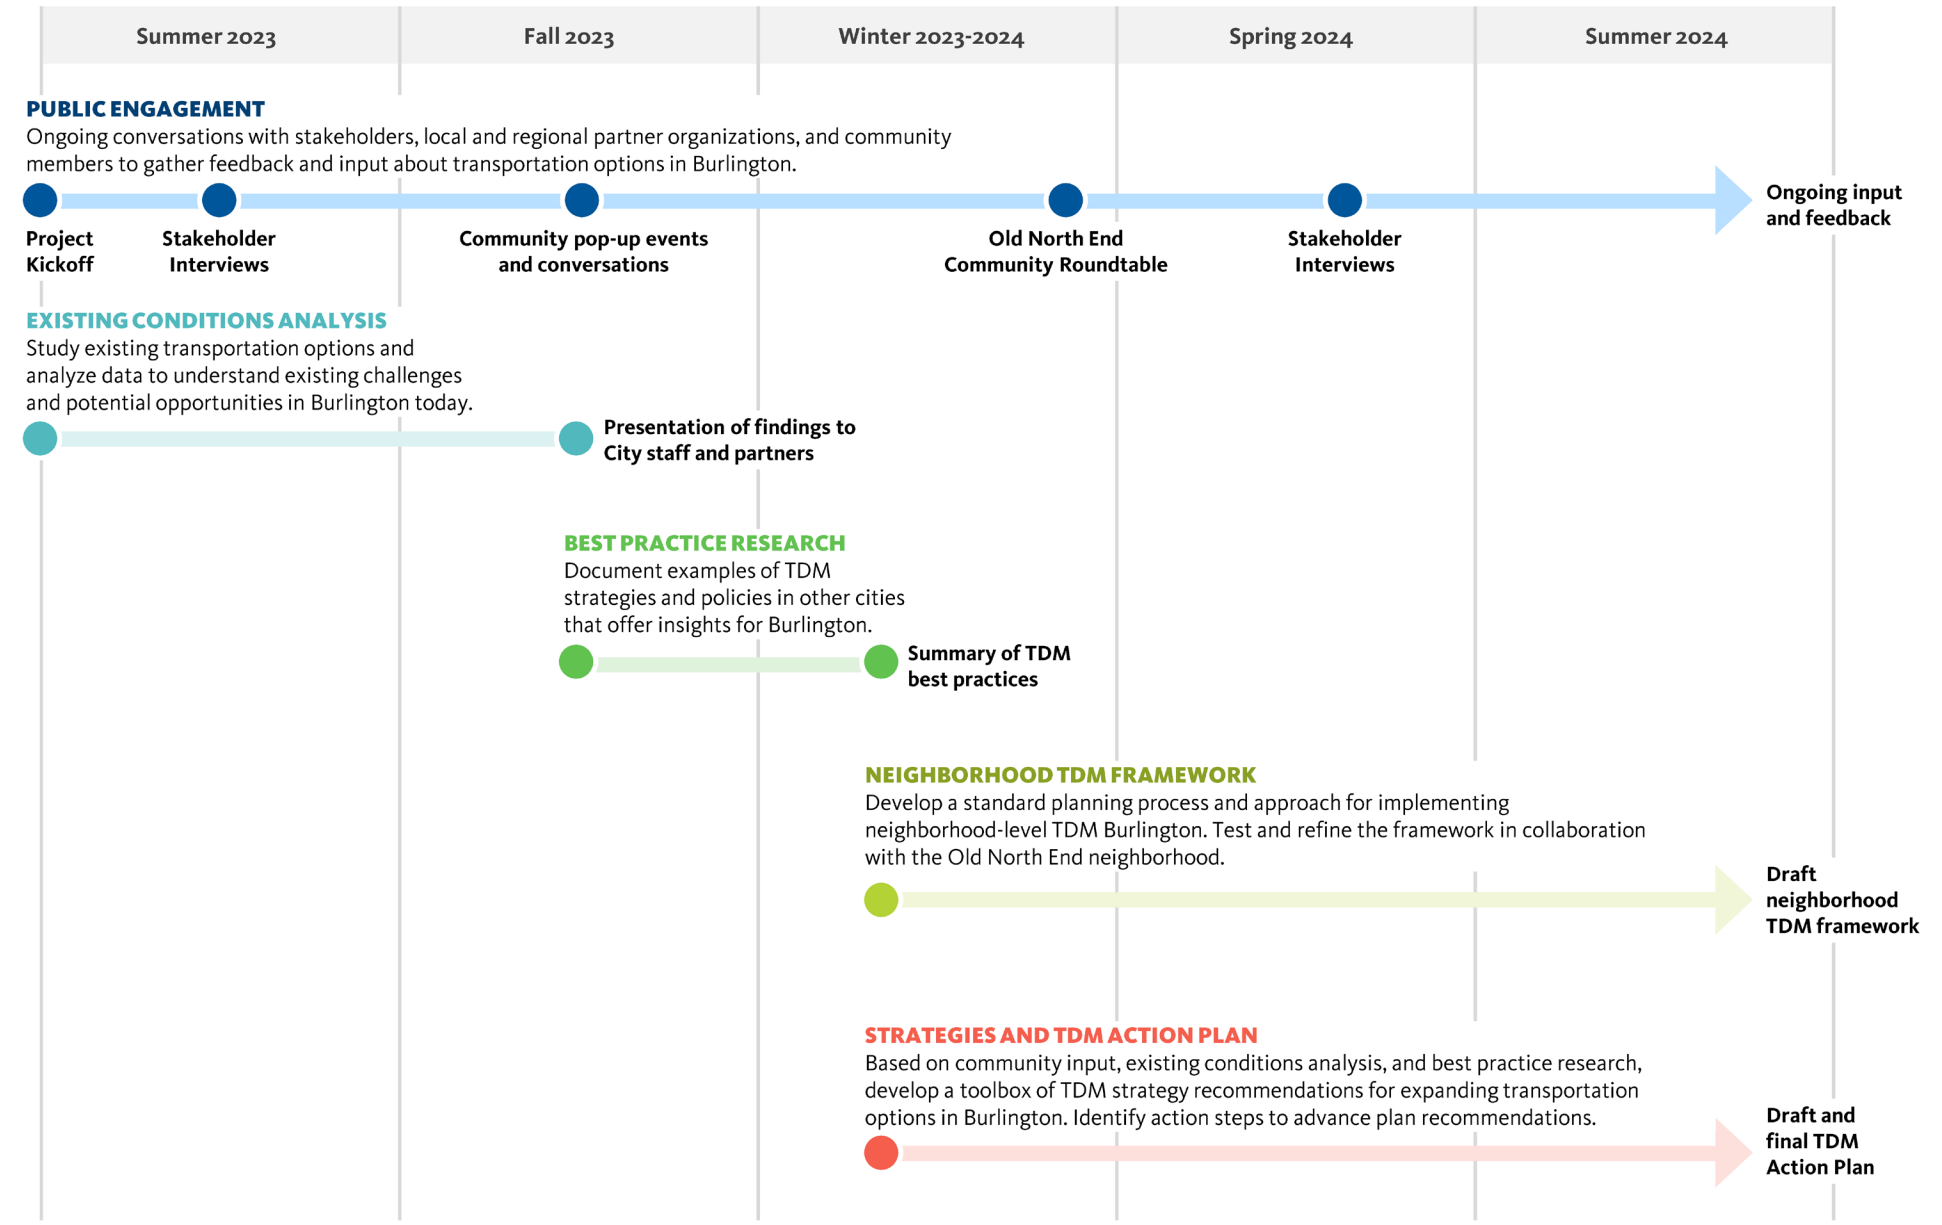 Summer 2023
Fall 2023
Winter 2023-2024
Spring 2024
Summer 2024
PUBLIC ENGAGEMENT
Ongoing conversations with stakeholders, local and regional partner organizations, and community
members to gather feedback and input about transportation options in Burlington.
Project
Kickoff
Stakeholder
Interviews
Community pop-up events
and conversations
Old North End
Community Roundtable
Stakeholder
Interviews
Ongoing input
and feedback
EXISTING CONDITIONS ANALYSIS
Study existing transportation options and
analyze data to understand existing challenges
and potential opportunities in Burlington today.
Presentation of findings to
City staff and partners
BEST PRACTICE RESEARCH
Document examples of TDM
strategies and policies in other cities
that offer insights for Burlington.
Summary of TDM
best practices
NEIGHBORHOOD TDM FRAMEWORK
Develop a standard planning process and approach for implementing
neighborhood-level TDM Burlington. Test and refine the framework in collaboration
with the Old North End neighborhood.
Draft
neighborhood
TDM framework
STRATEGIES AND TDM ACTION PLAN
Based on community input, existing conditions analysis, and best practice research,
develop a toolbox of TDM strategy recommendations for expanding transportation
options in Burlington. Identify action steps to advance plan recommendations.
Draft and
final TDM
Action Plan